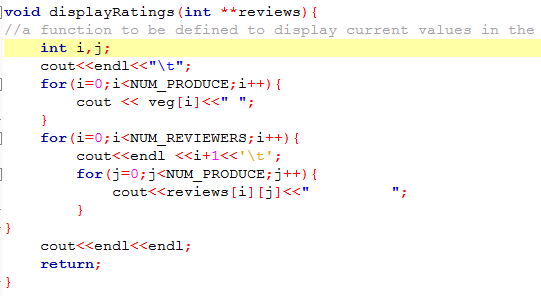 void displayRatings(int **reviews){
//a function to be defined to display current values in the
    int i,j;
    cout<<endl<<"\t";
    for(i=0;i<NUM_PRODUCE;i++){
        cout << veg[i]<<" ";
    }
    for(i=0;i<NUM_REVIEWERS;i++){
        cout<<endl <<i+1<<'\t';
        for(j=0;j<NUM_PRODUCE;j++){
            cout<<reviews[i][j]<<"         ";
        }
}
    cout<<endl<<endl;
    return;
}